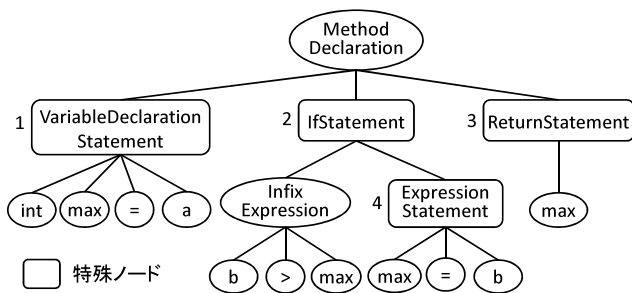 Method
Declaration
1
VariableDeclaration
Statement
2
IfStatement
3
ReturnStatement
int
max
=
a
Infix
Expression
4
Expression
Statement
max
b
>
max
max
=
b
特殊ノード